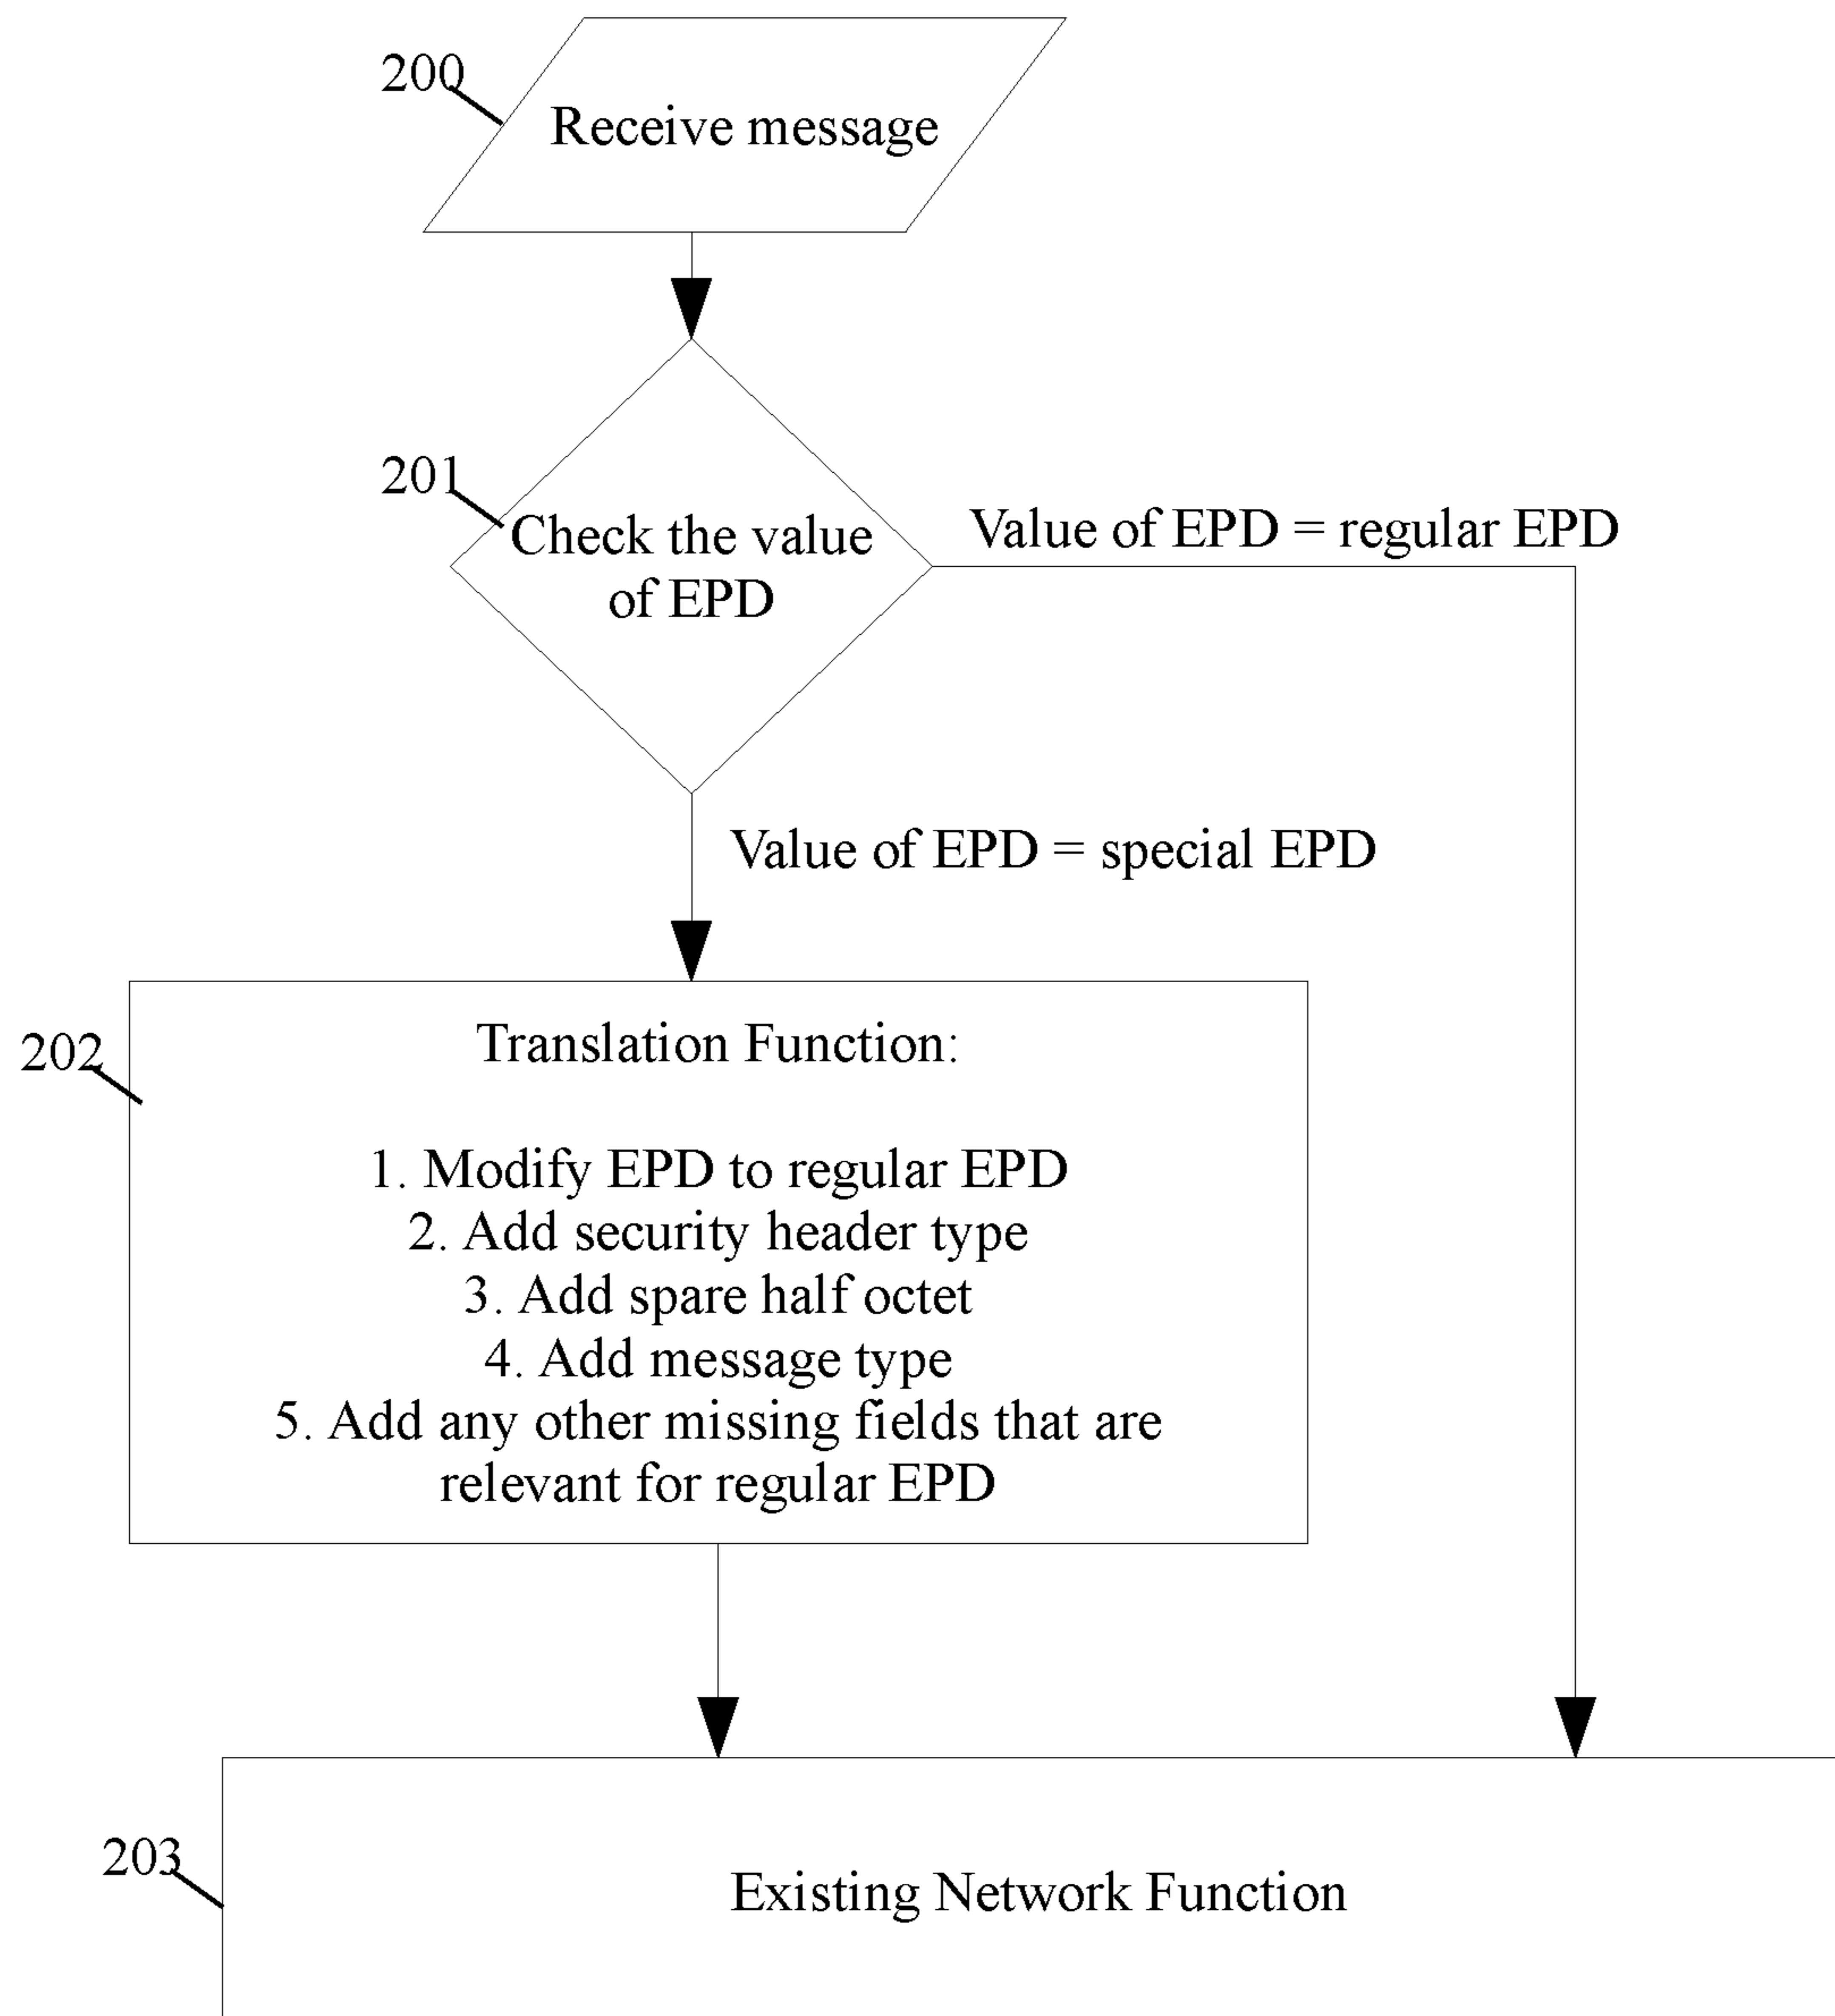 200
Receive message
201
Check the value
of EPD
Value of EPD = regular EPD
Value of EPD = special EPD
202
Translation Function:
1. Modify EPD to regular EPD
2. Add security header type
3. Add spare half octet
4. Add message type
5. Add any other missing fields that are
relevant for regular EPD
203
Existing Network Function